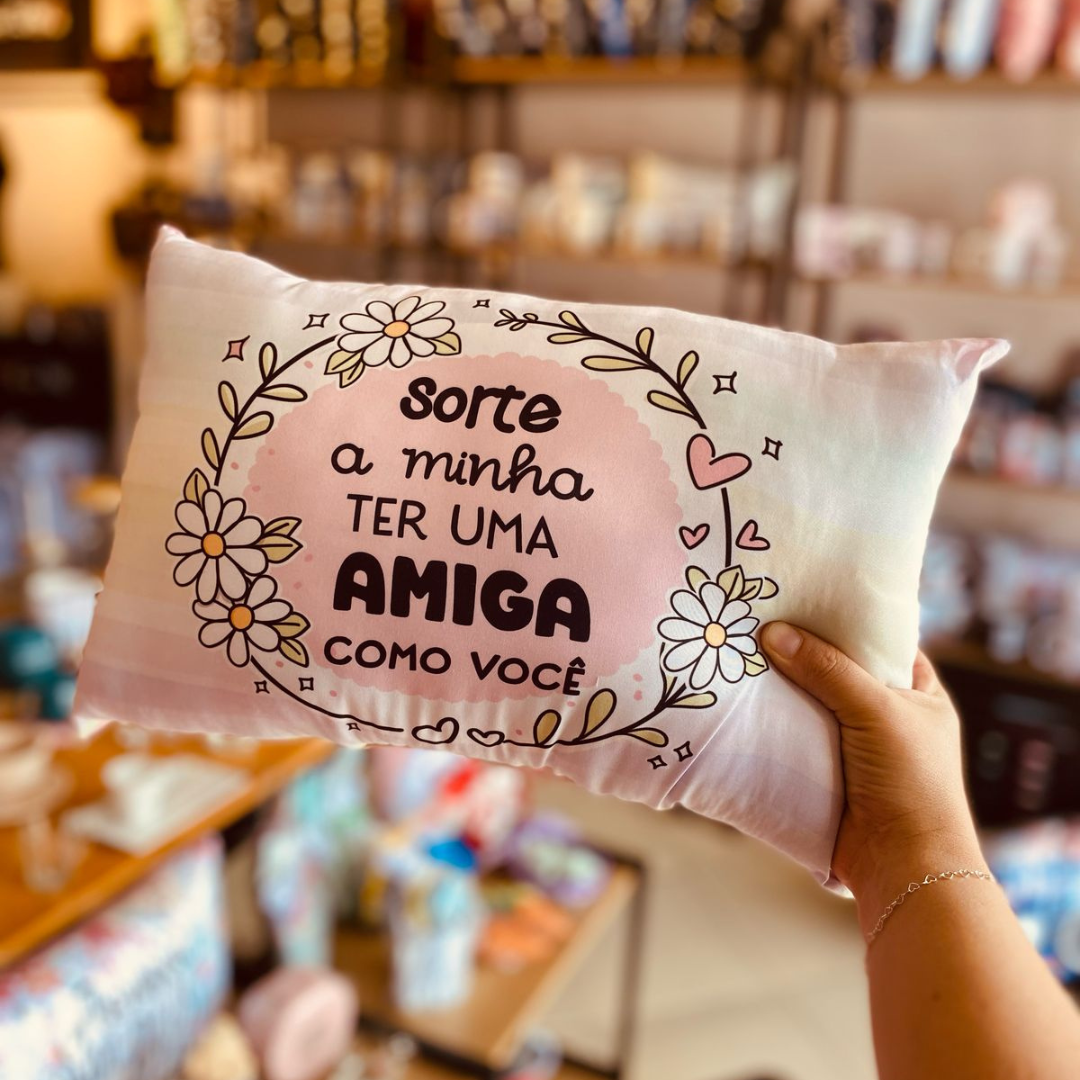 sorte
a minha
TER UMA
AMIGA
COMO VOCÊ